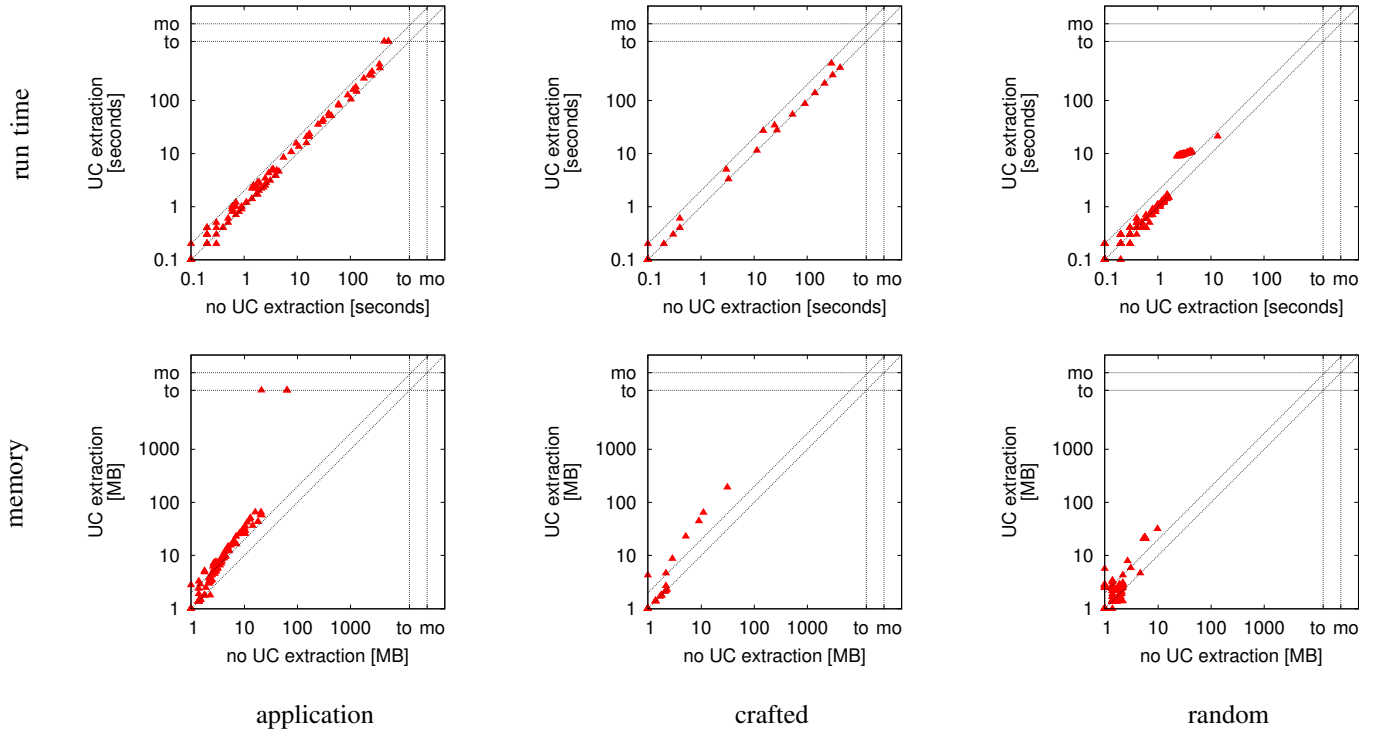 run time
mo
to
100
10
1
0.1
UC extraction
[seconds]
0.1 1 10 100 to mo
no UC extraction [seconds]
mo
to
100
10
1
0.1
UC extraction
[seconds]
0.1 1 10 100 to mo
no UC extraction [seconds]
mo
to
100
10
1
0.1
UC extraction
[seconds]
0.1 1 10 100 to mo
no UC extraction [seconds]
memory
mo
to
1000
100
10
1
UC extraction
[MB]
1 10 100 1000 to mo
no UC extraction [MB]
mo
to
1000
100
10
1
UC extraction
[MB]
1 10 100 1000 to mo
no UC extraction [MB]
mo
to
1000
100
10
1
UC extraction
[MB]
1 10 100 1000 to mo
no UC extraction [MB]
application
crafted
random